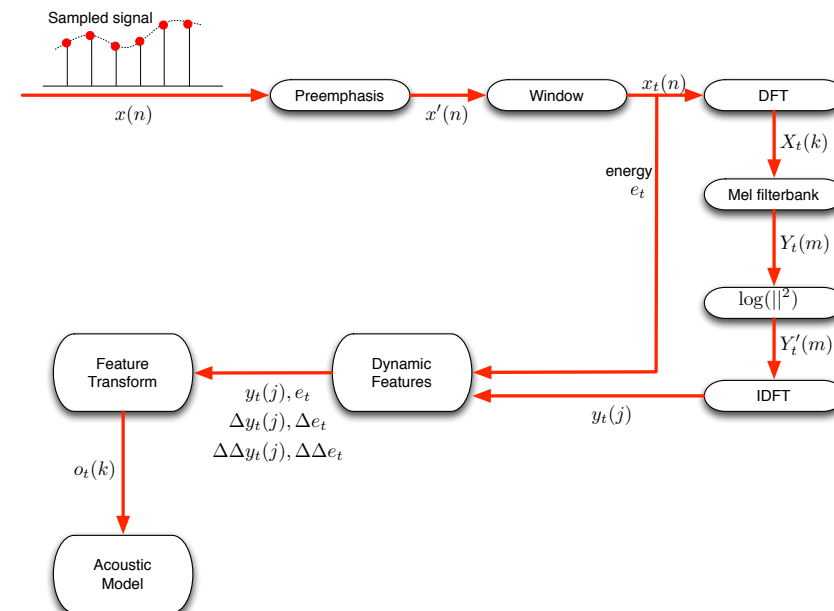 Sampled signal
x(n)
Preemphasis
x′(n)
Window
x_t(n)
DFT
X_t(k)
energy
e_t
Mel filterbank
Y_t(m)
log(||²)
Y′_t(m)
IDFT
y_t(j)
Dynamic
Features
y_t(j), e_t
Δy_t(j), Δe_t
ΔΔy_t(j), ΔΔe_t
Feature
Transform
o_t(k)
Acoustic
Model